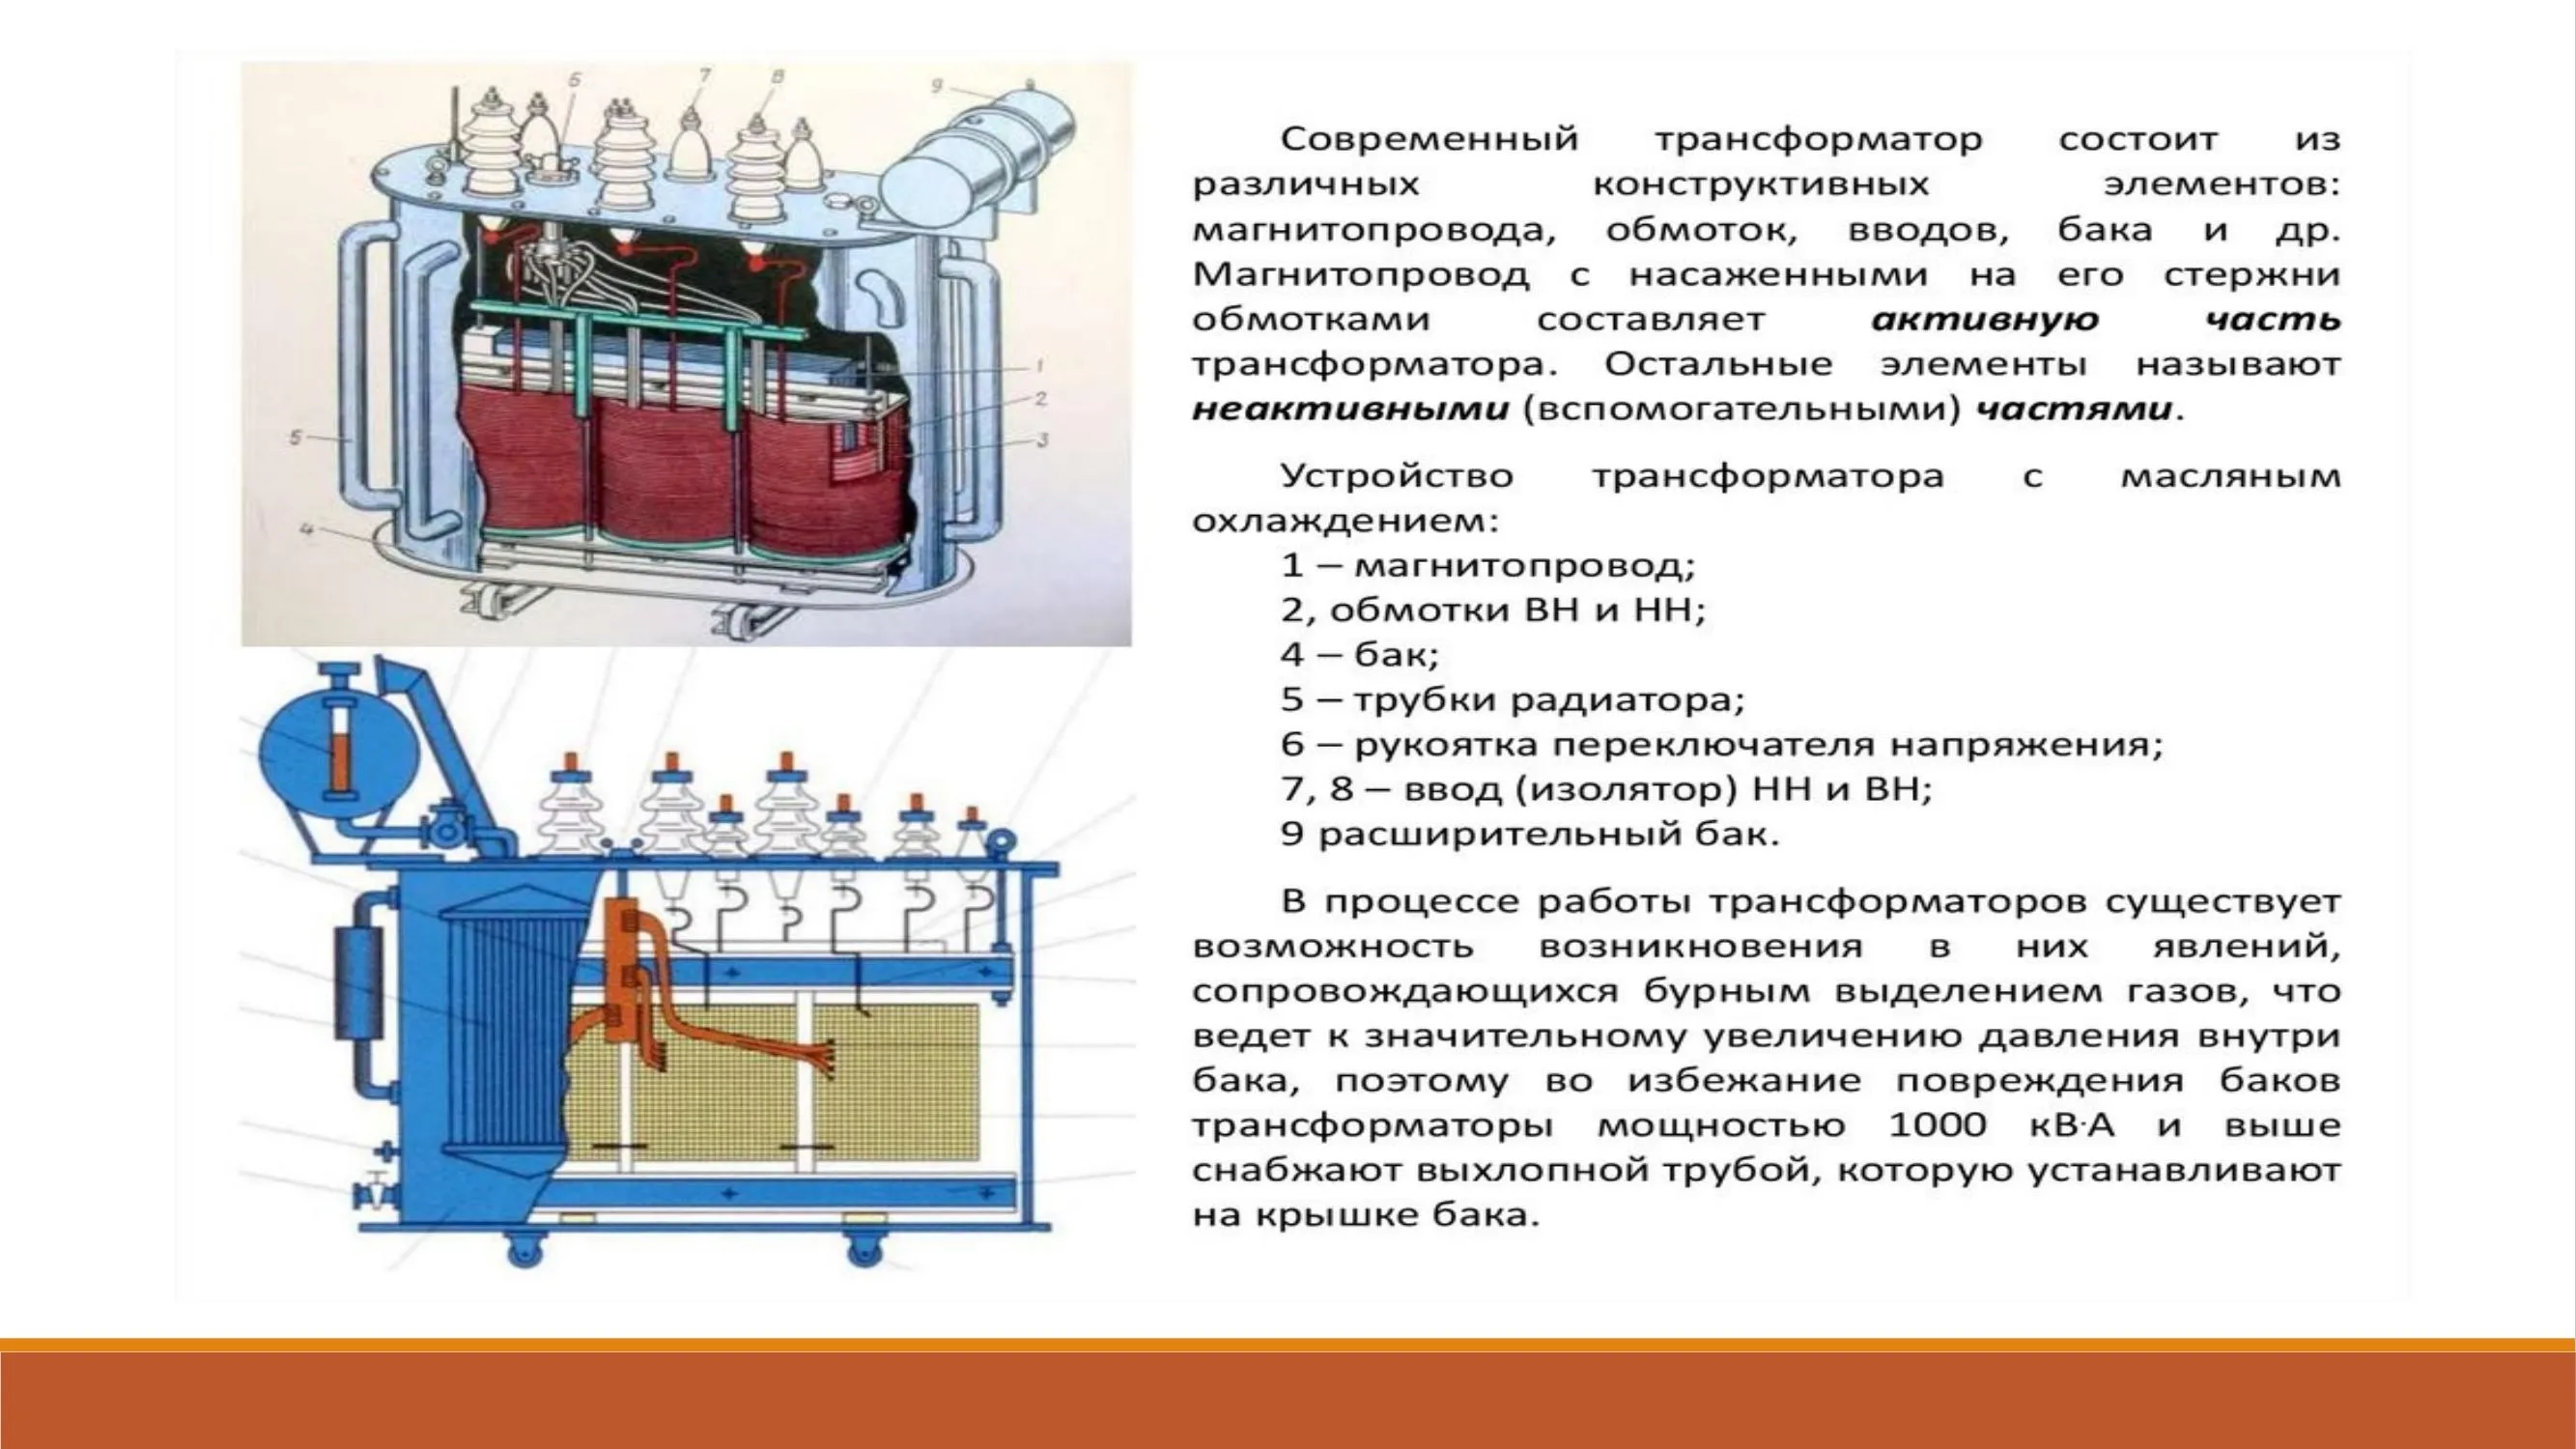 6 7 8 9
1
2
3
5
4
Современный трансформатор состоит из
различных конструктивных элементов:
магнитопровода, обмоток, вводов, бака и др.
Магнитопровод с насаженными на его стержни
обмотками составляет активную часть
трансформатора. Остальные элементы называют
неактивными (вспомогательными) частями.
Устройство трансформатора с масляным
охлаждением:
1 – магнитопровод;
2, обмотки ВН и НН;
4 – бак;
5 – трубки радиатора;
6 – рукоятка переключателя напряжения;
7, 8 – ввод (изолятор) НН и ВН;
9 расширительный бак.
В процессе работы трансформаторов существует
возможность возникновения в них явлений,
сопровождающихся бурным выделением газов, что
ведет к значительному увеличению давления внутри
бака, поэтому во избежание повреждения баков
трансформаторы мощностью 1000 кВ·А и выше
снабжают выхлопной трубой, которую устанавливают
на крышке бака.